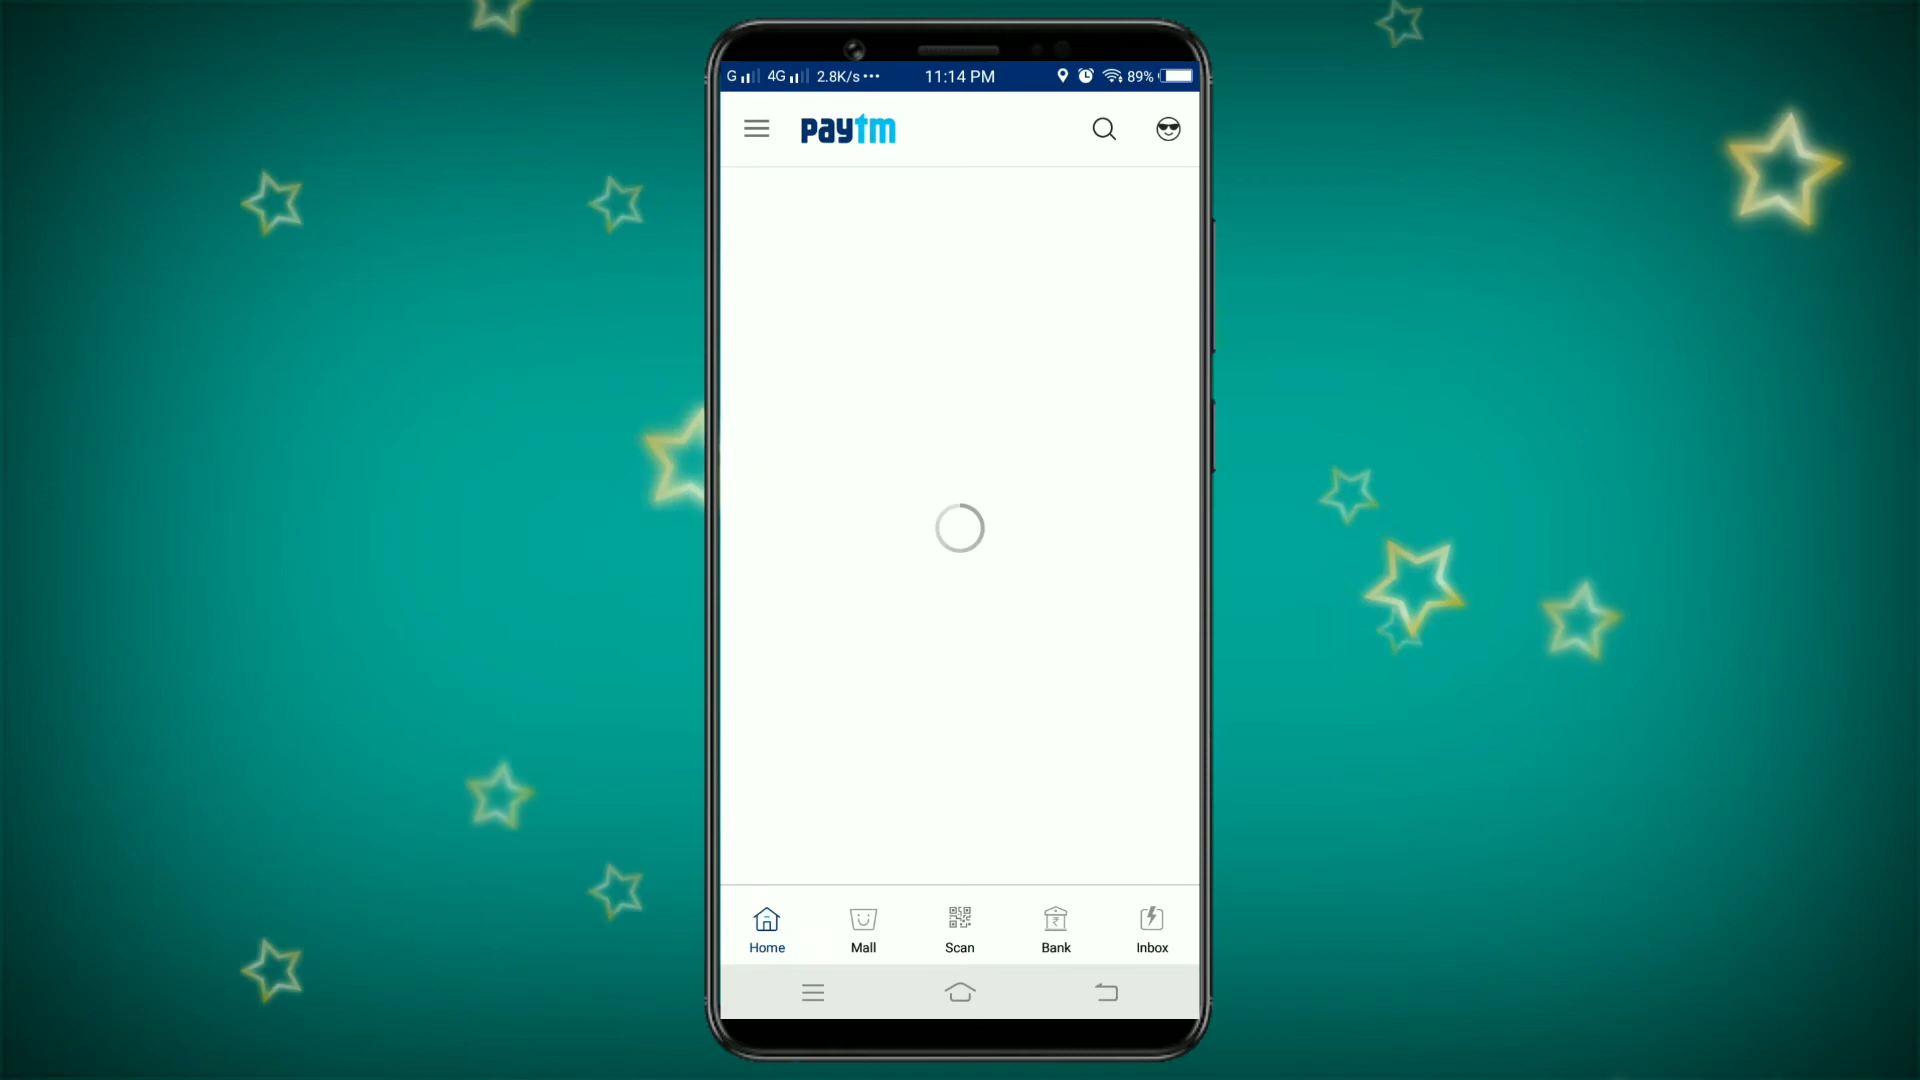 G 4G 2.8K/s ••• 11:14 PM 89%
paytm
Home Mall Scan Bank Inbox